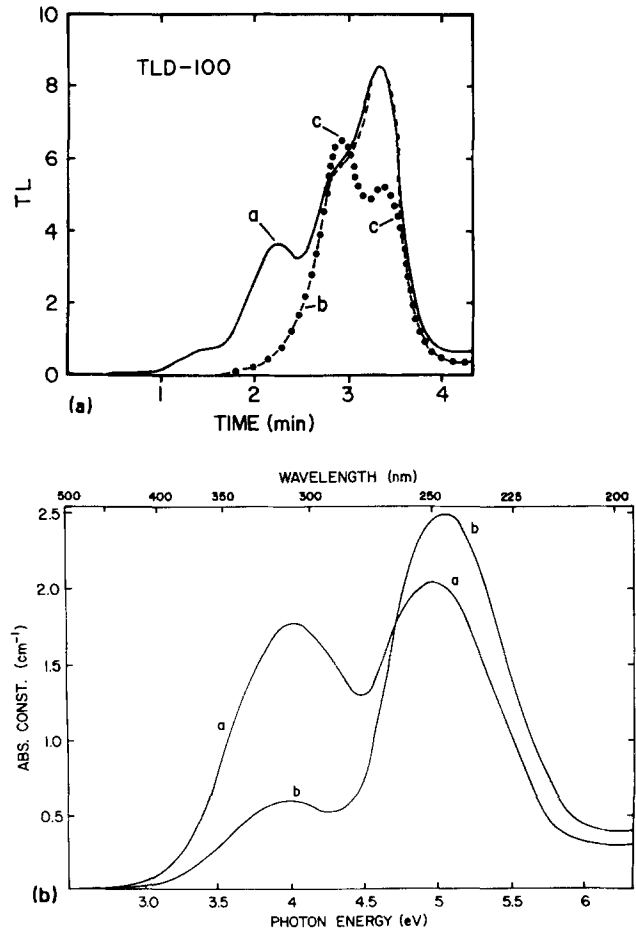 10
TLD-100
8
c
6
TL
a
4
c
2
b
0
1
2
3
4
(a)
TIME (min)
WAVELENGTH (nm)
500
400
350
300
250
225
200
2.5
b
a
2.0
ABS. CONST. (cm⁻¹)
1.5
a
1.0
b
0.5
3.0
3.5
4
4.5
5
5.5
6
(b)
PHOTON ENERGY (eV)